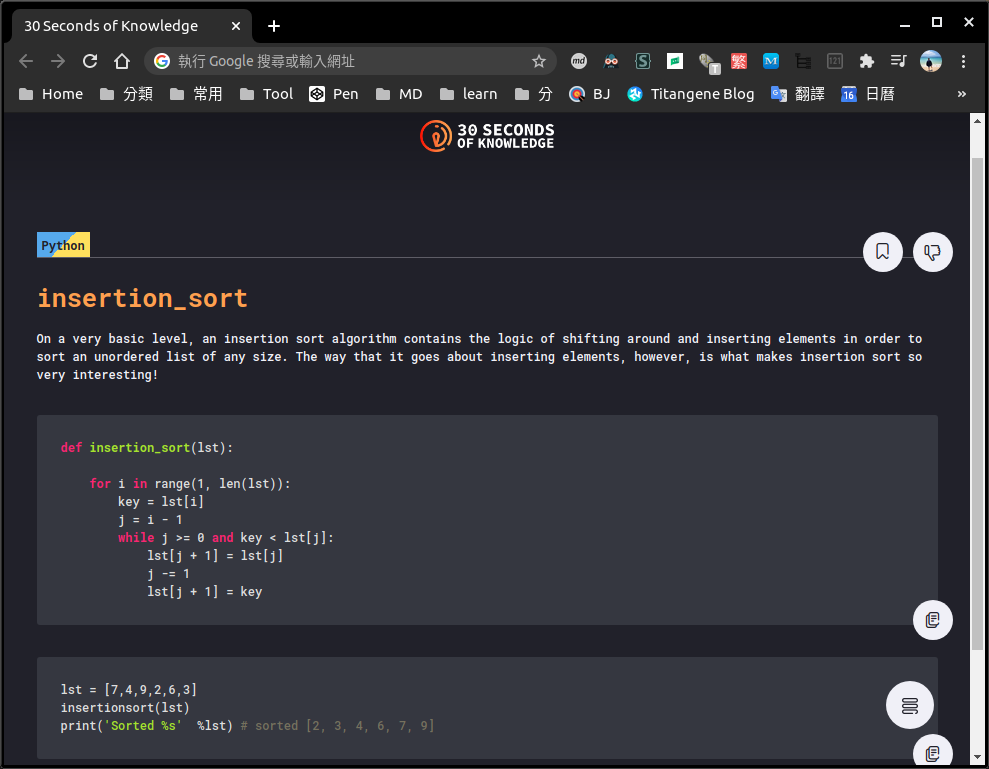 30 Seconds of Knowledge
執行 Google 搜尋或輸入網址
md S T 繁 M 121
Home 分類 常用 Tool Pen MD learn 分 BJ Titangene Blog 翻譯 16 日曆 »
30 SECONDS
OF KNOWLEDGE
Python
insertion_sort
On a very basic level, an insertion sort algorithm contains the logic of shifting around and inserting elements in order to
sort an unordered list of any size. The way that it goes about inserting elements, however, is what makes insertion sort so
very interesting!
def insertion_sort(lst):
for i in range(1, len(lst)):
key = lst[i]
j = i - 1
while j >= 0 and key < lst[j]:
lst[j + 1] = lst[j]
j -= 1
lst[j + 1] = key
lst = [7,4,9,2,6,3]
insertionsort(lst)
print('Sorted %s'  %lst) # sorted [2, 3, 4, 6, 7, 9]